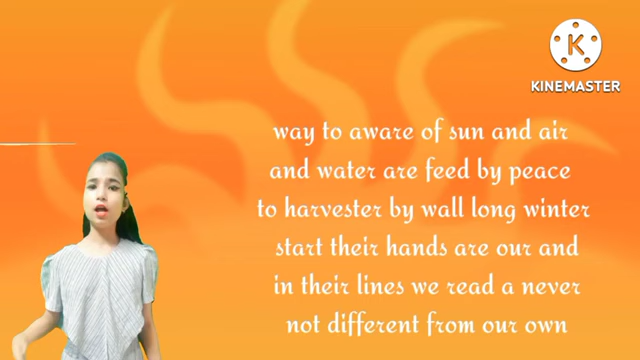 KINEMASTER
way to aware of sun and air
and water are feed by peace
to harvester by wall long winter
start their hands are our and
in their lines we read a never
not different from our own